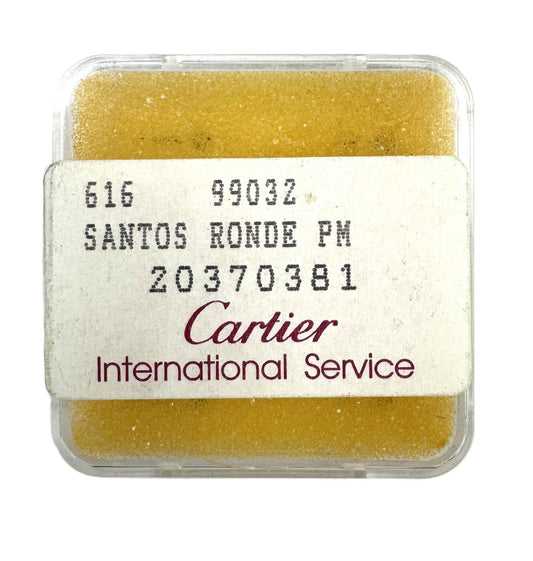 616 99032
SANTOS RONDE PM
20370381
Cartier
International Service